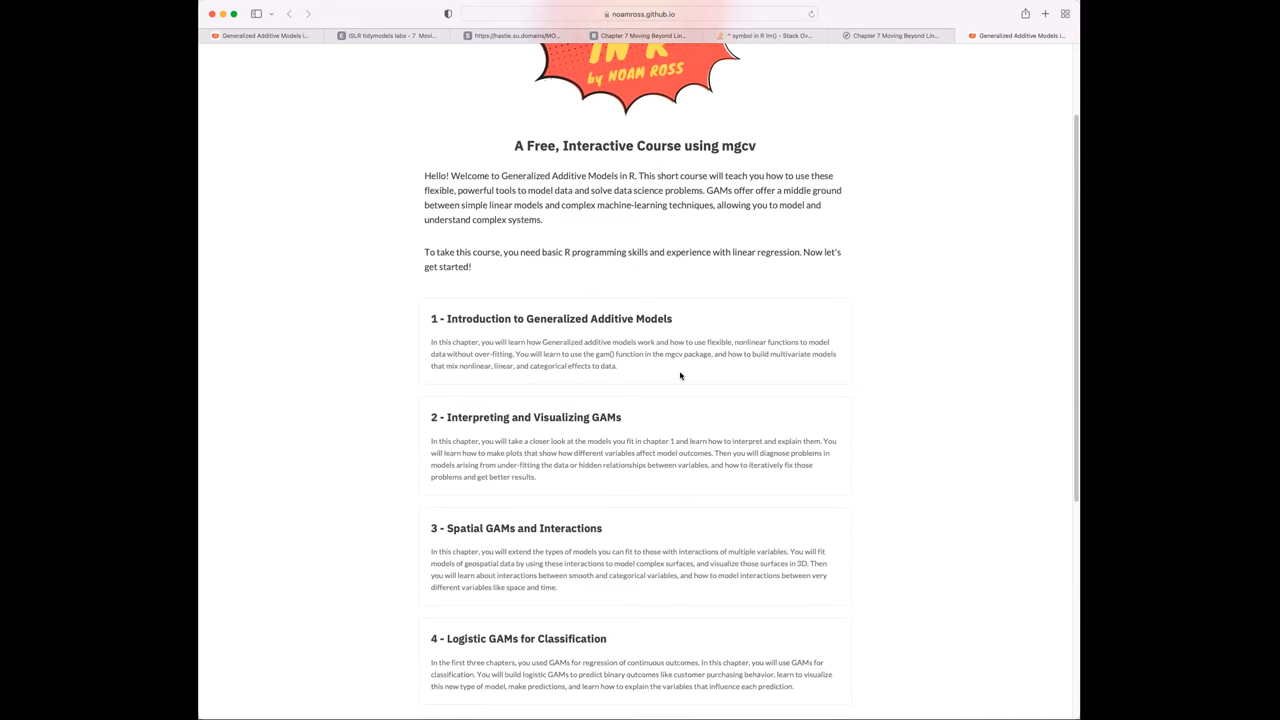 noamross.github.io
Generalized Additive Models i...
ISLR tidymodels labs - 7 Movi...
https://hastie.su.domains/MO...
Chapter 7 Moving Beyond Lin...
^ symbol in R lm() - Stack Ov...
Chapter 7 Moving Beyond Lin...
Generalized Additive Models i...
IN R
by NOAM ROSS
A Free, Interactive Course using mgcv
Hello! Welcome to Generalized Additive Models in R. This short course will teach you how to use these
flexible, powerful tools to model data and solve data science problems. GAMs offer offer a middle ground
between simple linear models and complex machine-learning techniques, allowing you to model and
understand complex systems.
To take this course, you need basic R programming skills and experience with linear regression. Now let's
get started!
1 - Introduction to Generalized Additive Models
In this chapter, you will learn how Generalized additive models work and how to use flexible, nonlinear functions to model
data without over-fitting. You will learn to use the gam() function in the mgcv package, and how to build multivariate models
that mix nonlinear, linear, and categorical effects to data.
2 - Interpreting and Visualizing GAMs
In this chapter, you will take a closer look at the models you fit in chapter 1 and learn how to interpret and explain them. You
will learn how to make plots that show how different variables affect model outcomes. Then you will diagnose problems in
models arising from under-fitting the data or hidden relationships between variables, and how to iteratively fix those
problems and get better results.
3 - Spatial GAMs and Interactions
In this chapter, you will extend the types of models you can fit to those with interactions of multiple variables. You will fit
models of geospatial data by using these interactions to model complex surfaces, and visualize those surfaces in 3D. Then
you will learn about interactions between smooth and categorical variables, and how to model interactions between very
different variables like space and time.
4 - Logistic GAMs for Classification
In the first three chapters, you used GAMs for regression of continuous outcomes. In this chapter, you will use GAMs for
classification. You will build logistic GAMs to predict binary outcomes like customer purchasing behavior, learn to visualize
this new type of model, make predictions, and learn how to explain the variables that influence each prediction.